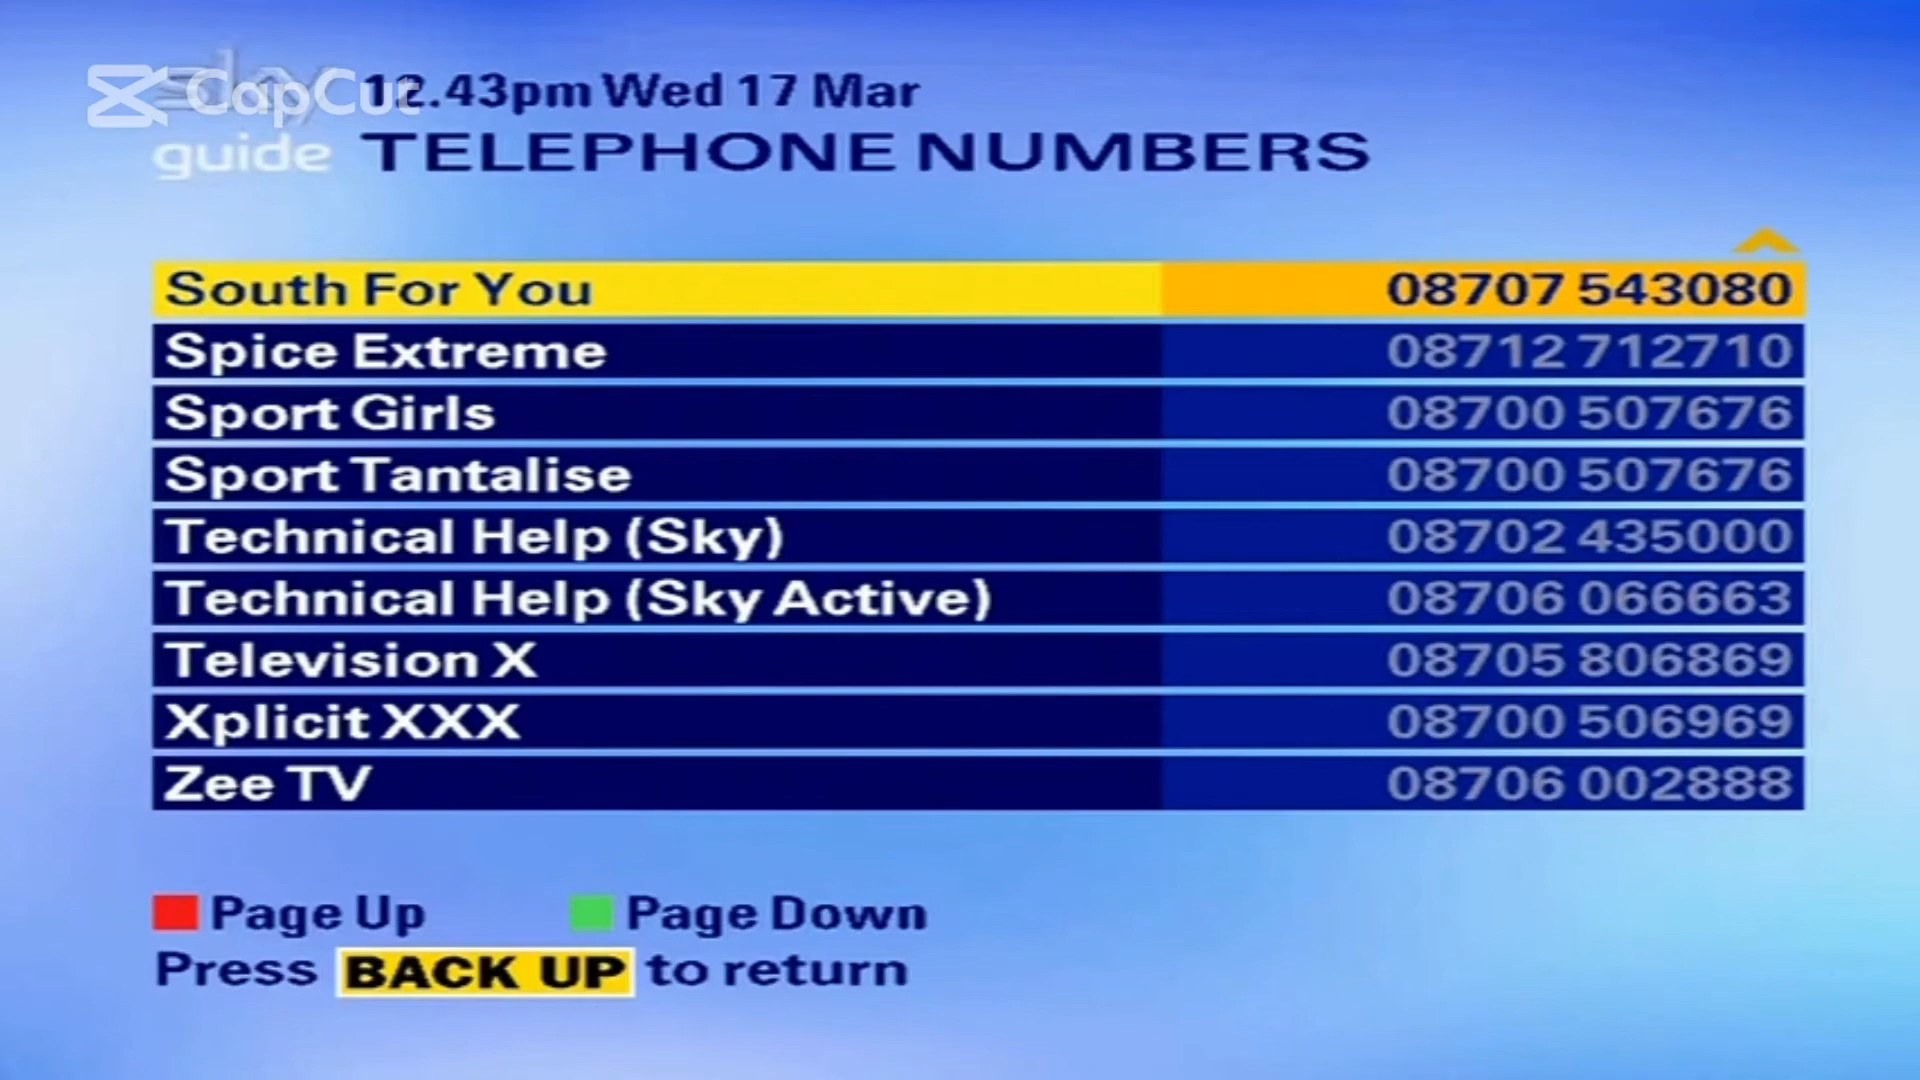 sky
CapCut
12.43pm Wed 17 Mar
guide
TELEPHONE NUMBERS
South For You 08707 543080
Spice Extreme 08712 712710
Sport Girls 08700 507676
Sport Tantalise 08700 507676
Technical Help (Sky) 08702 435000
Technical Help (Sky Active) 08706 066663
Television X 08705 806869
Xplicit XXX 08700 506969
Zee TV 08706 002888
Page Up Page Down
Press BACK UP to return